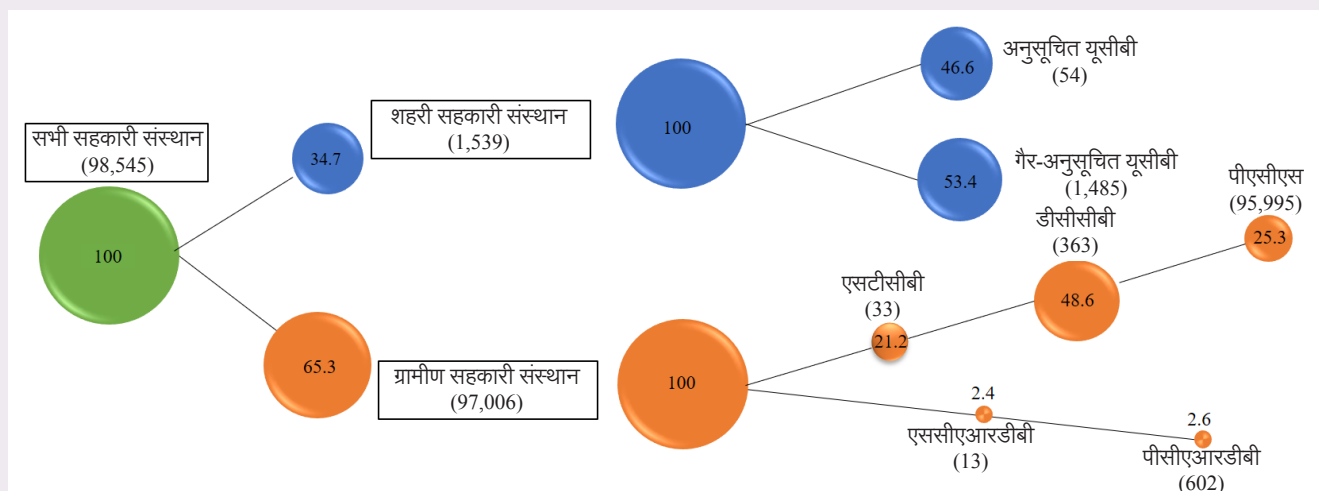 सभी सहकारी संस्थान
(98,545)
100
34.7
शहरी सहकारी संस्थान
(1,539)
100
46.6
अनुसूचित यूसीबी
(54)
53.4
गैर-अनुसूचित यूसीबी
(1,485)
65.3
ग्रामीण सहकारी संस्थान
(97,006)
100
एसटीसीबी
(33)
21.2
डीसीसीबी
(363)
48.6
पीएसीएस
(95,995)
25.3
2.4
एससीएआरडीबी
(13)
2.6
पीसीएआरडीबी
(602)